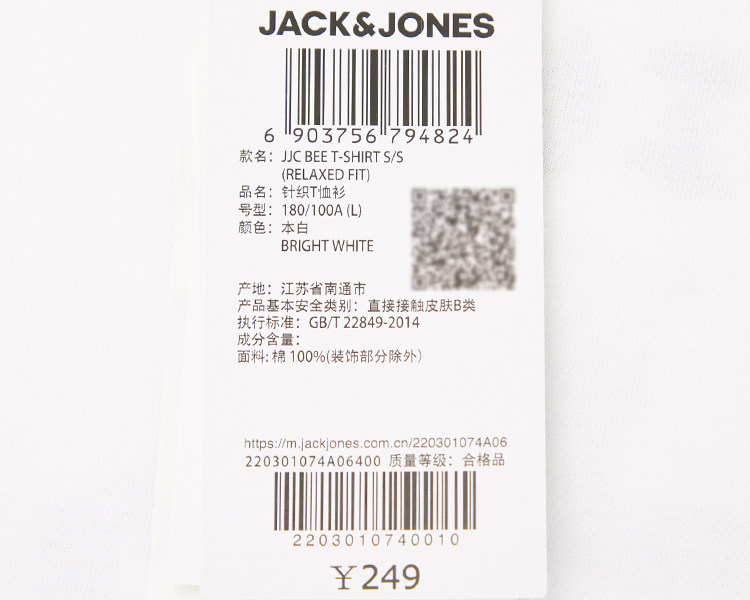 JACK&JONES
6 903756 794824
款名：JJC BEE T-SHIRT S/S
(RELAXED FIT)
品名：针织T恤衫
号型：180/100A (L)
颜色：本白
BRIGHT WHITE
产地：江苏省南通市
产品基本安全类别：直接接触皮肤B类
执行标准：GB/T 22849-2014
成分含量：
面料: 棉 100%(装饰部分除外)
https://m.jackjones.com.cn/220301074A06
220301074A06400 质量等级：合格品
2203010740010
￥249